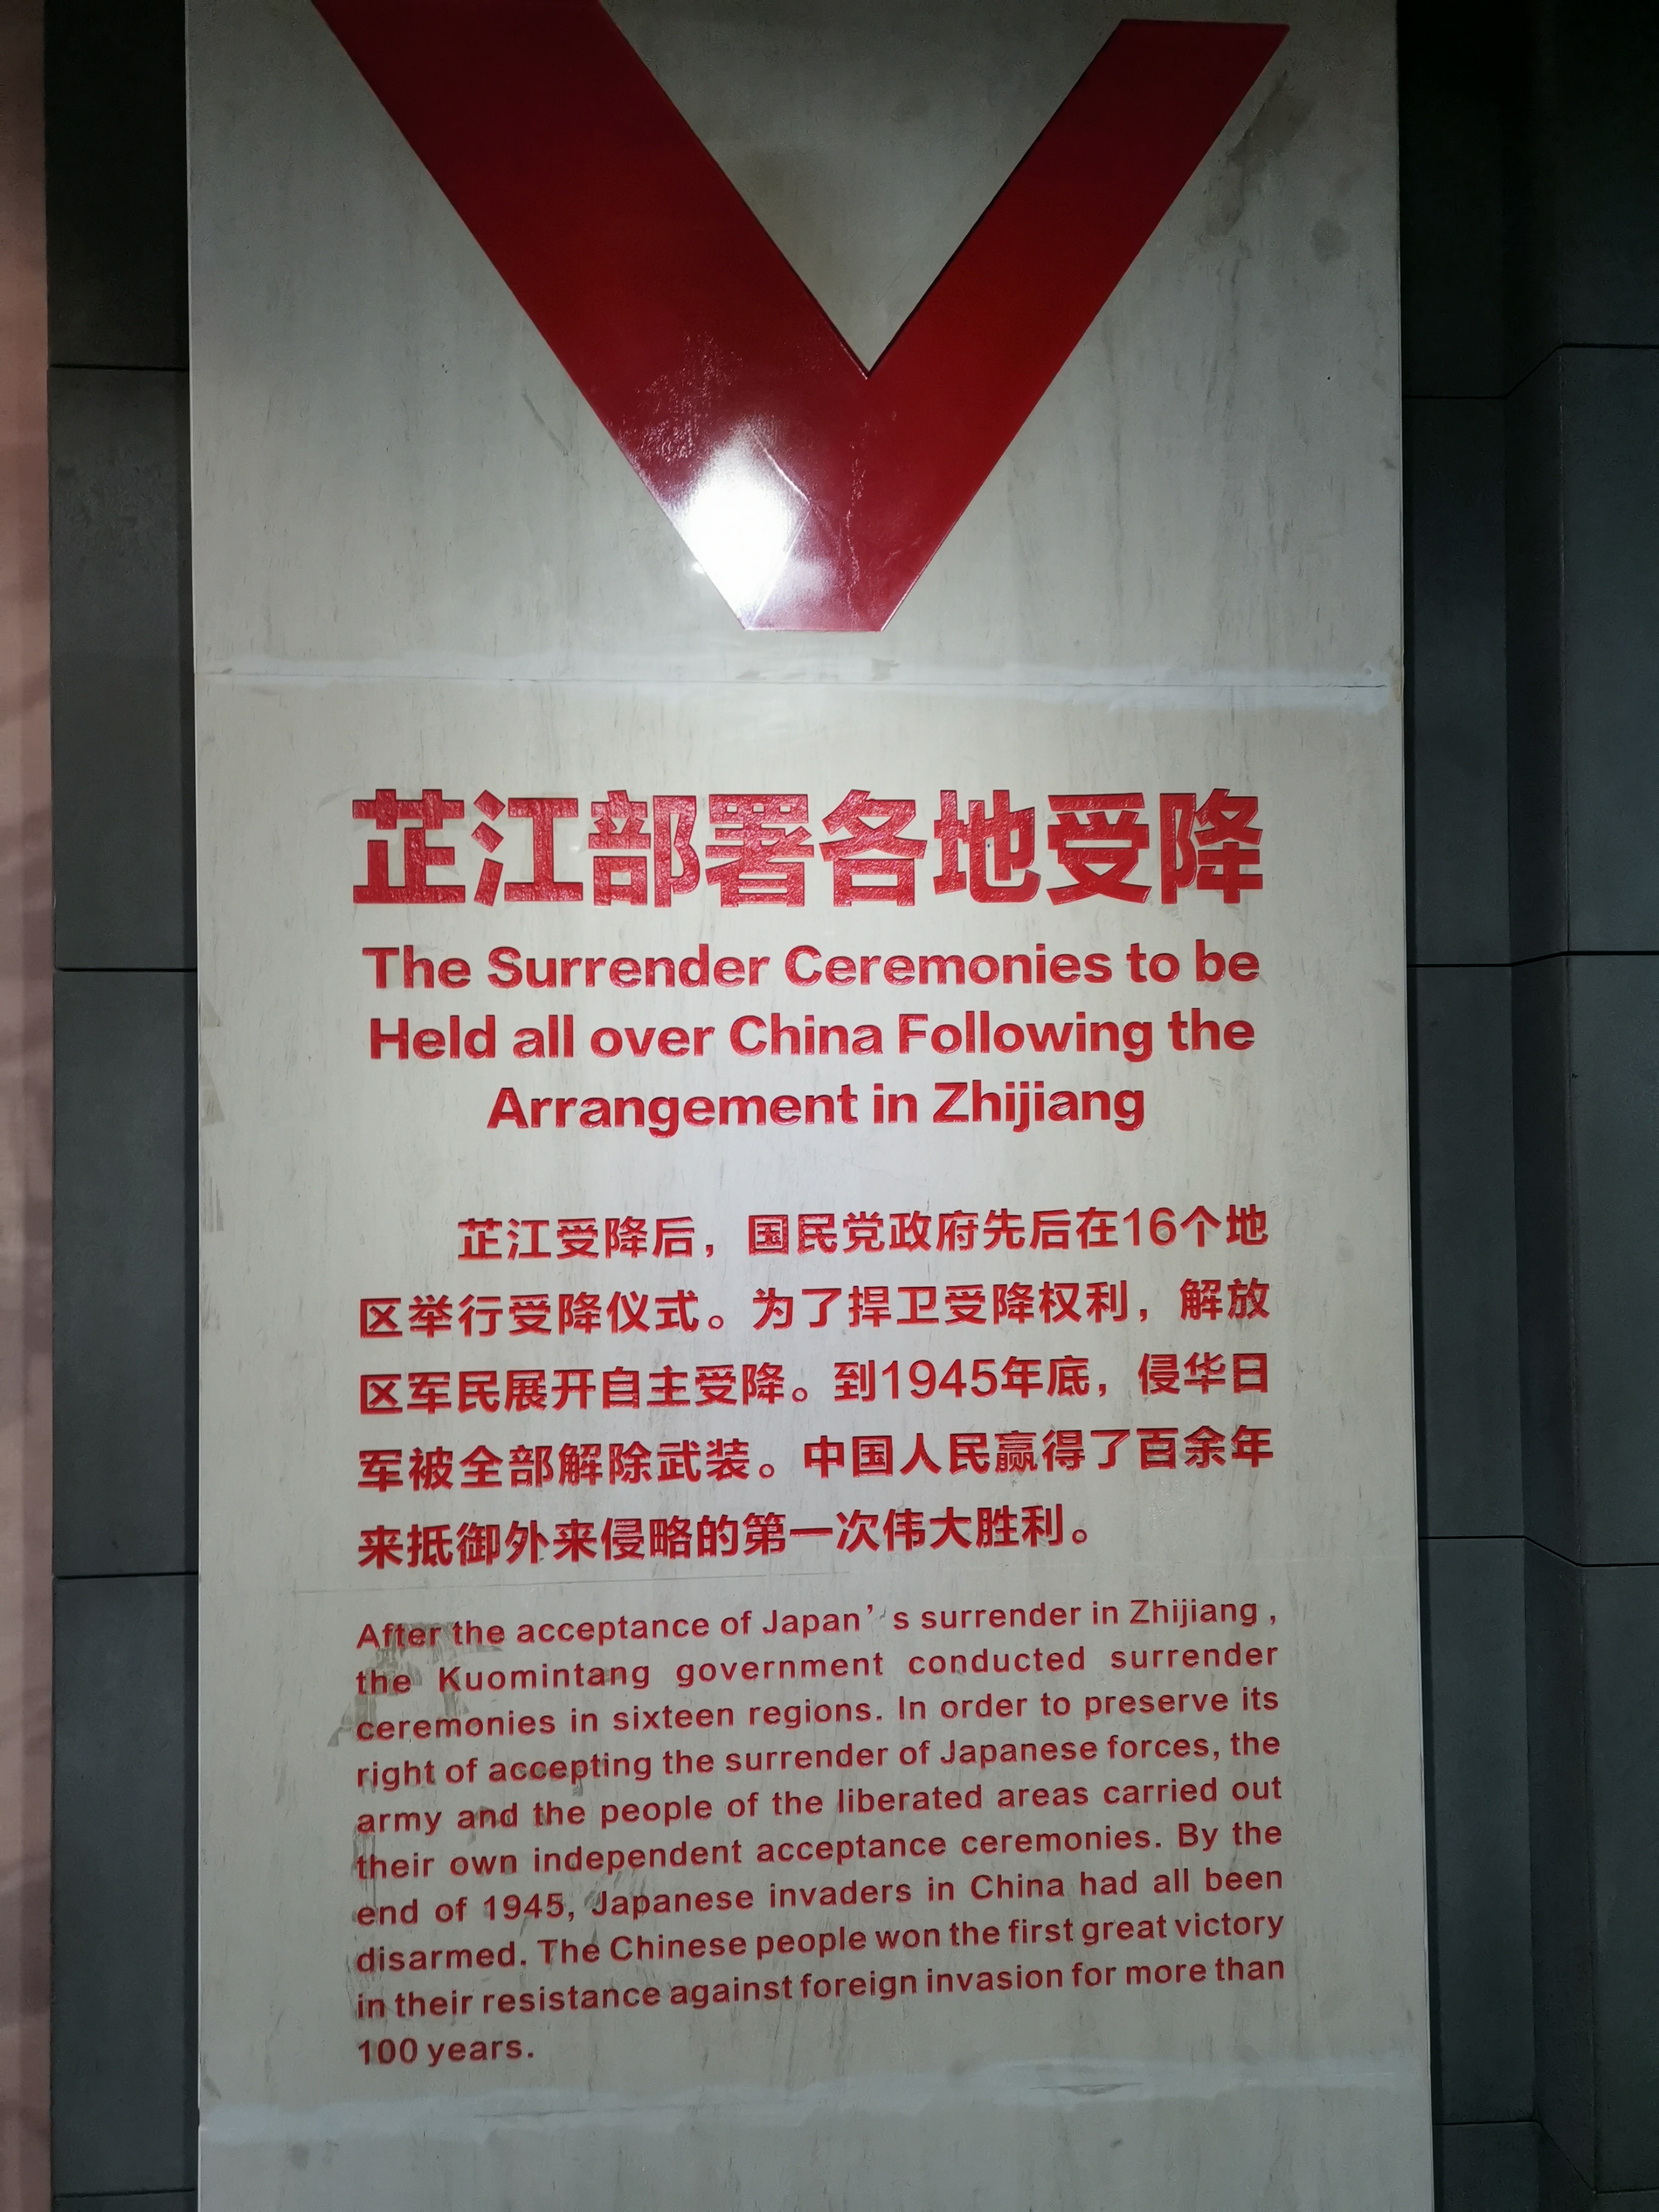 芷江部署各地受降
The Surrender Ceremonies to be
Held all over China Following the
Arrangement in Zhijiang
芷江受降后，国民党政府先后在16个地
区举行受降仪式。为了捍卫受降权利，解放
区军民展开自主受降。到1945年底，侵华日
军被全部解除武装。中国人民赢得了百余年
来抵御外来侵略的第一次伟大胜利。
After the acceptance of Japan’s surrender in Zhijiang ,
the Kuomintang government conducted surrender
ceremonies in sixteen regions. In order to preserve its
right of accepting the surrender of Japanese forces, the
army and the people of the liberated areas carried out
their own independent acceptance ceremonies. By the
end of 1945, Japanese invaders in China had all been
disarmed. The Chinese people won the first great victory
in their resistance against foreign invasion for more than
100 years.